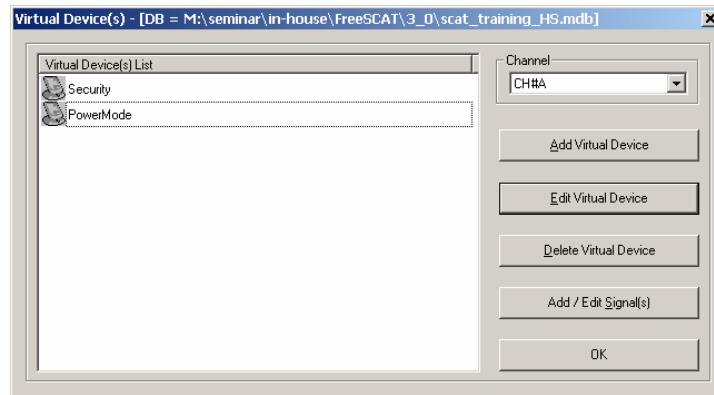 Virtual Device(s) - [DB = M:\seminar\in-house\FreeSCAT\3_0\scat_training_HS.mdb]
Virtual Device(s) List
Security
PowerMode
Channel
CH#A
Add Virtual Device
Edit Virtual Device
Delete Virtual Device
Add / Edit Signal(s)
OK